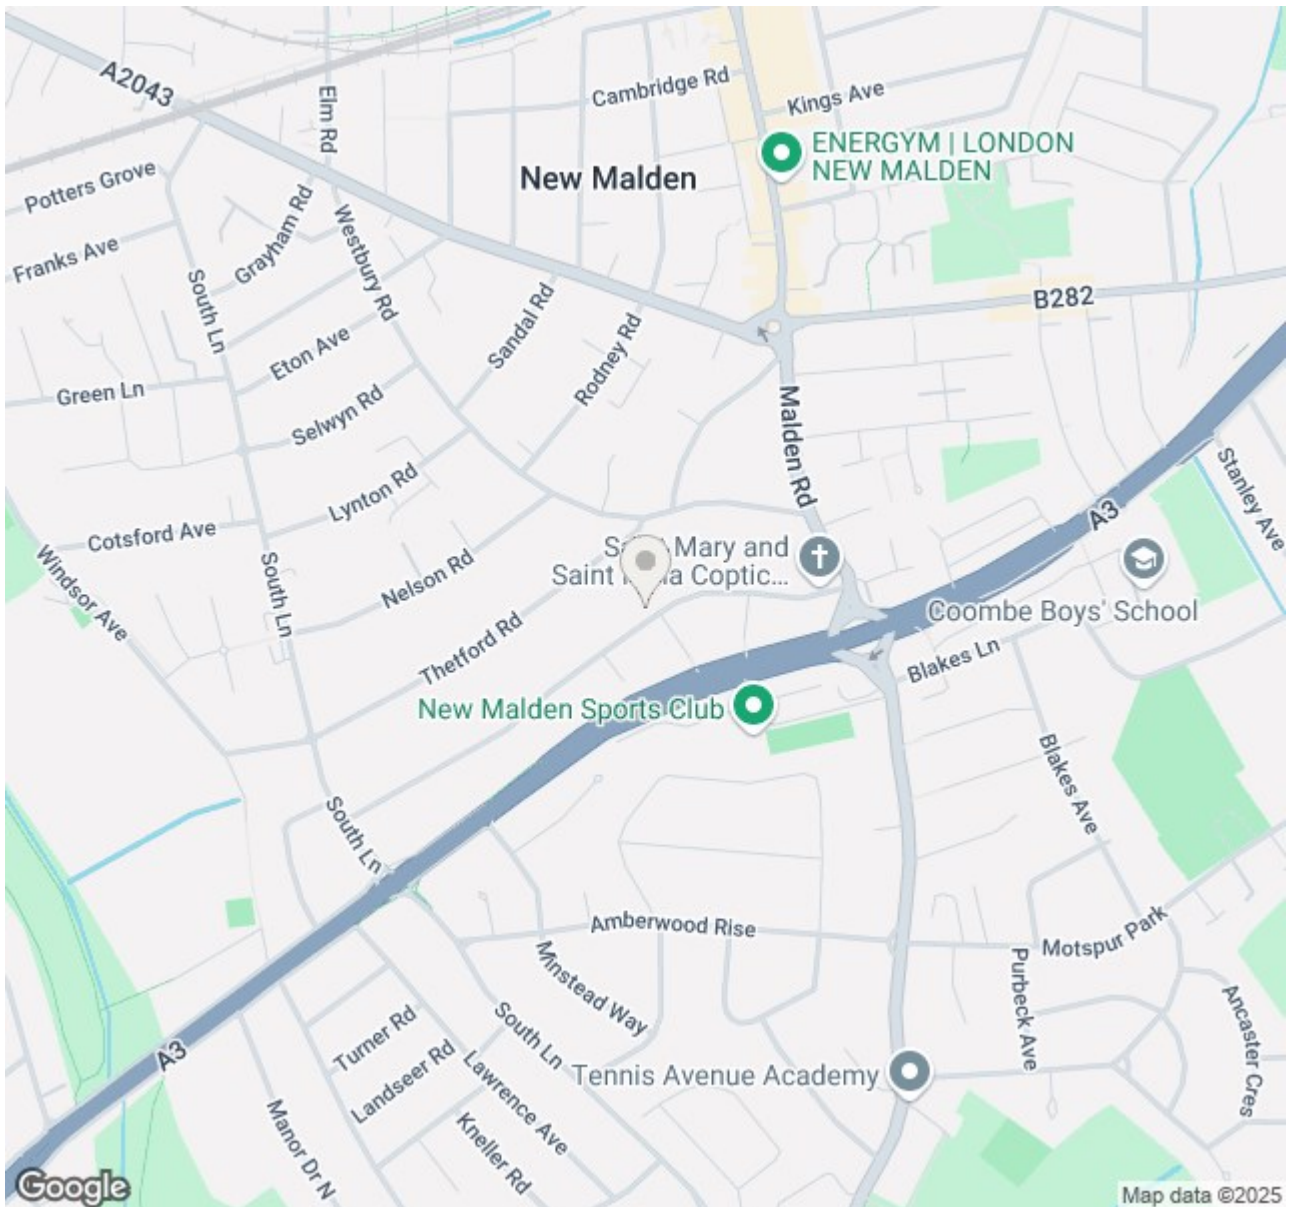 A2043
Elm Rd
Cambridge Rd
Kings Ave
ENERGYM | LONDON
NEW MALDEN
New Malden
Potters Grove
Franks Ave
Grayham Rd
Westbury Rd
South Ln
Sandal Rd
Rodney Rd
B282
Eton Ave
Green Ln
Selwyn Rd
Malden Rd
Lynton Rd
Stanley Ave
A3
Cotsford Ave
Windsor Ave
South Ln
Nelson Rd
Mary and
Saint
Coptic...
Coombe Boys' School
Thetford Rd
Blakes Ln
New Malden Sports Club
Blakes Ave
South Ln
Amberwood Rise
Motspur Park
Minstead Way
Purbeck Ave
Ancaster Cres
A3
Turner Rd
South Ln
Landseer Rd
Lawrence Ave
Tennis Avenue Academy
Manor Dr N
Kneller Rd
Google
Map data ©2025